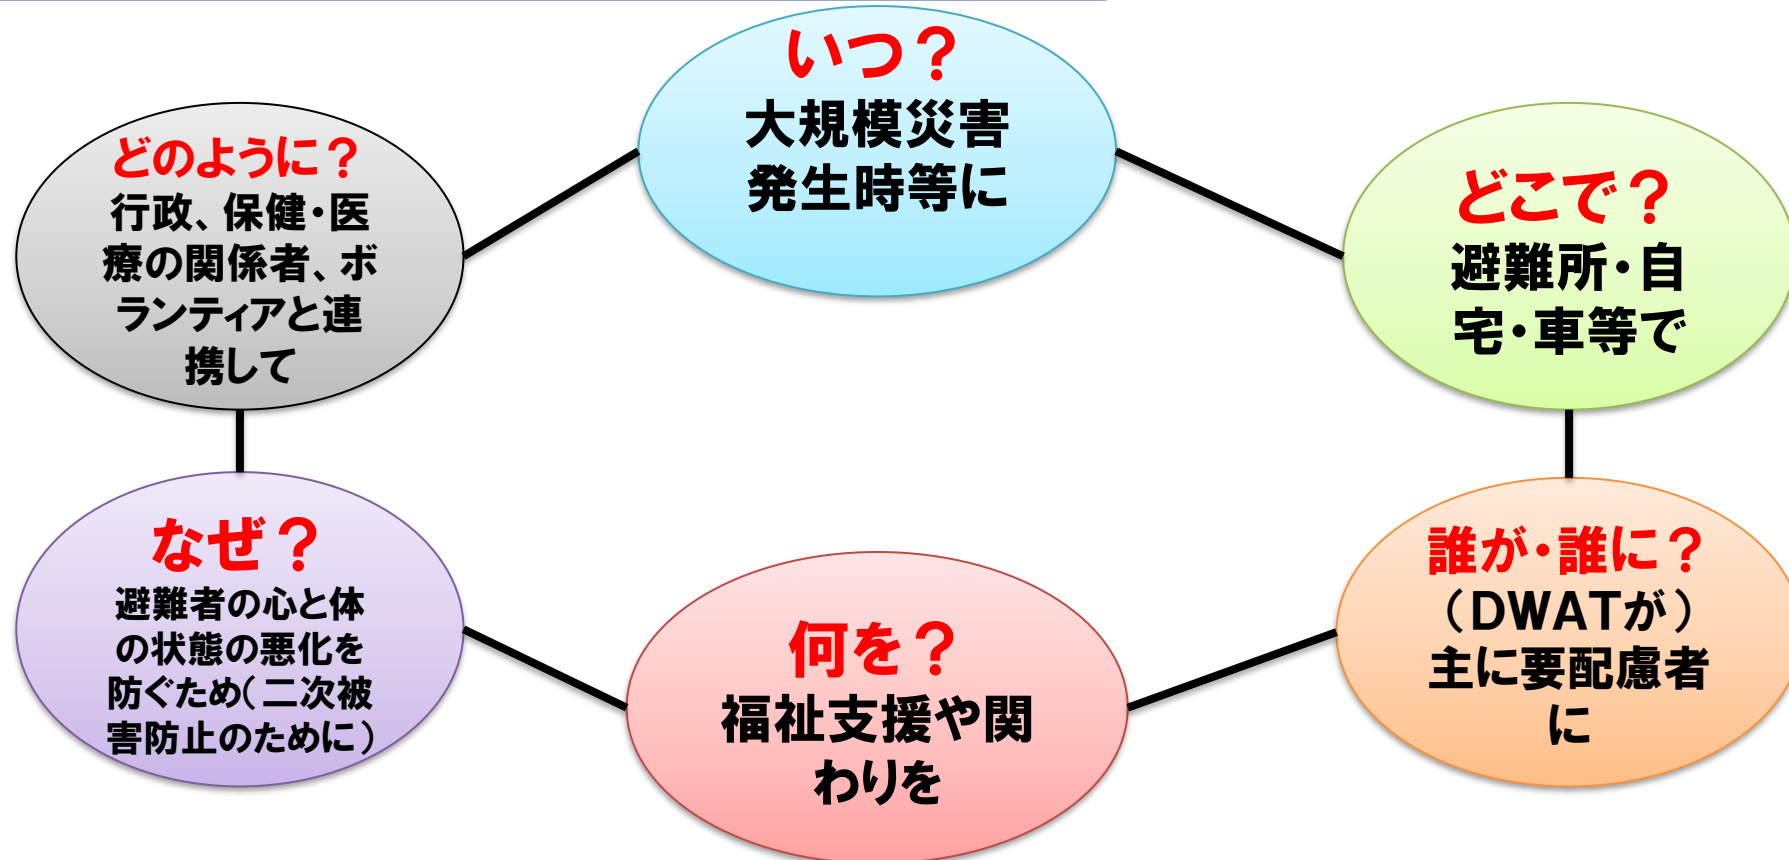 いつ？
大規模災害
発生時等に
どこで？
避難所・自
宅・車等で
誰が・誰に？
（DWATが）
主に要配慮者
に
何を？
福祉支援や関
わりを
なぜ？
避難者の心と体
の状態の悪化を
防ぐため（二次被
害防止のために）
どのように？
行政、保健・医
療の関係者、ボ
ランティアと連
携して